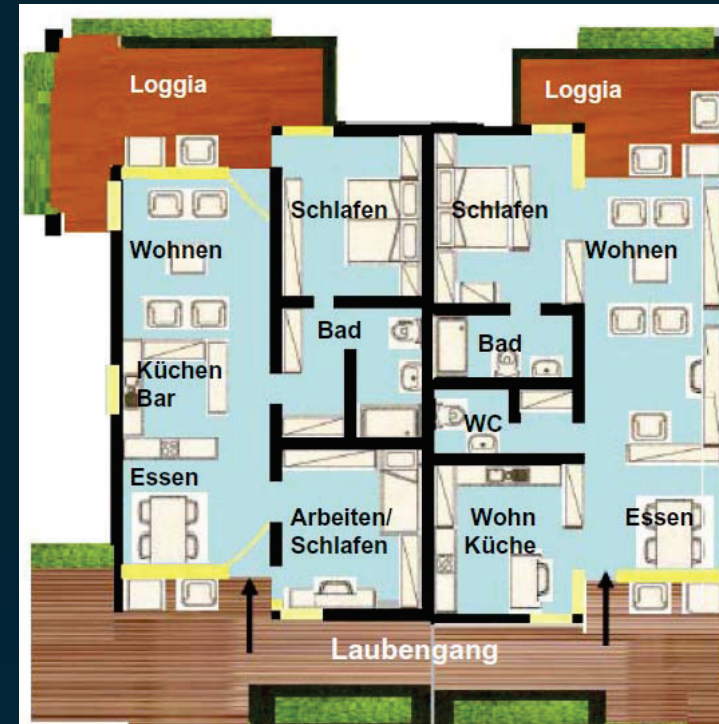 Loggia
Loggia
Schlafen
Schlafen
Wohnen
Wohnen
Bad
Bad
Küchen
Bar
WC
Essen
Arbeiten/
Schlafen
Wohn
Küche
Essen
Laubengang